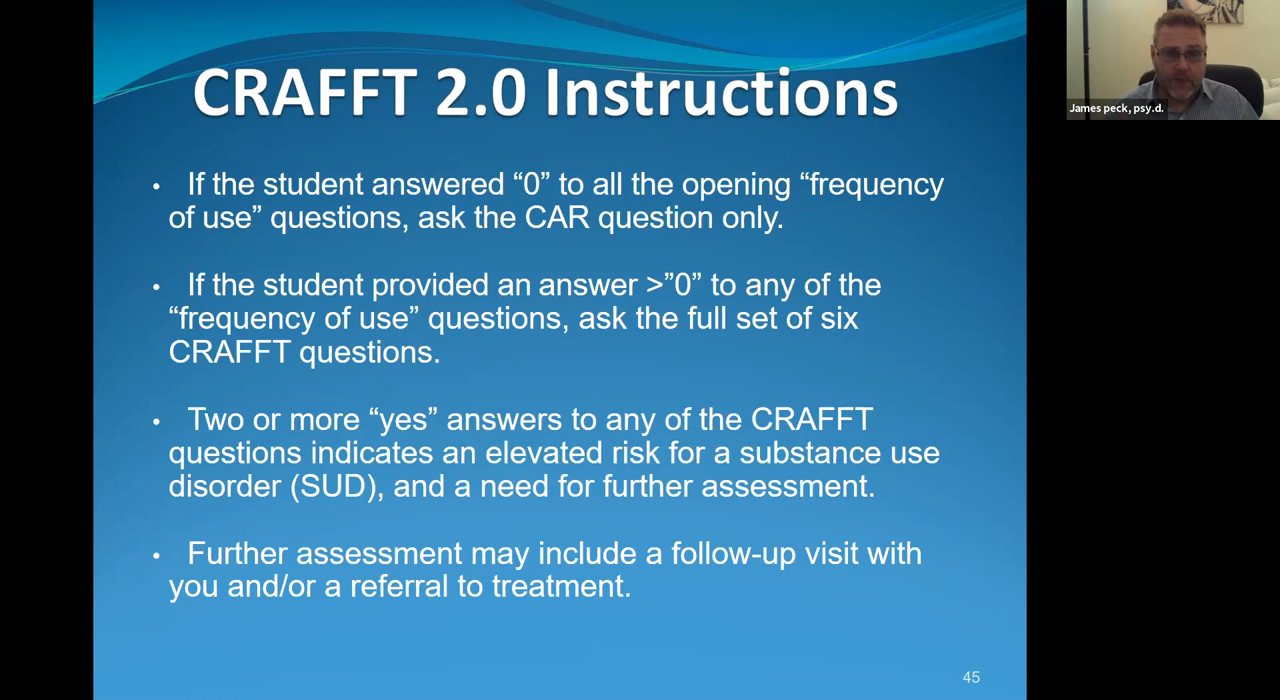 CRAFFT 2.0 Instructions
James peck, psy.d.
• If the student answered “0” to all the opening “frequency
of use” questions, ask the CAR question only.
• If the student provided an answer >”0” to any of the
“frequency of use” questions, ask the full set of six
CRAFFT questions.
• Two or more “yes” answers to any of the CRAFFT
questions indicates an elevated risk for a substance use
disorder (SUD), and a need for further assessment.
• Further assessment may include a follow-up visit with
you and/or a referral to treatment.
45